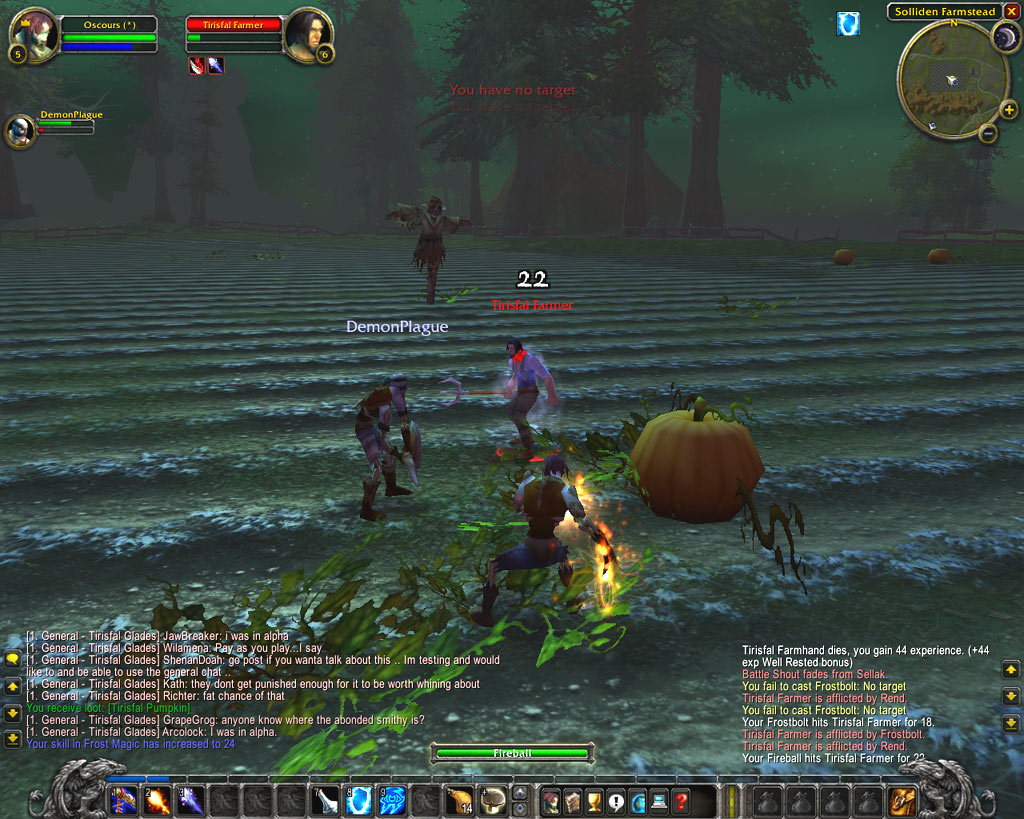 Oscours (*)
5
Tirisfal Farmer
6
Solliden Farmstead
N
You have no target
You have no target
DemonPlague
22
Tirisfal Farmer
DemonPlague
[1. General - Tirisfal Glades] JawBreaker: i was in alpha
[1. General - Tirisfal Glades] Wilamena: Pay as you play...I say
[1. General - Tirisfal Glades] ShenanDoah: go post if you wanta talk about this .. Im testing and would
like to and be able to use the general chat ..
[1. General - Tirisfal Glades] Kath: they dont get punished enough for it to be worth whining about
[1. General - Tirisfal Glades] Richter: fat chance of that
You receive loot: [Tirisfal Pumpkin]
[1. General - Tirisfal Glades] GrapeGrog: anyone know where the abonded smithy is?
[1. General - Tirisfal Glades] Arcolock: I was in alpha.
Your skill in Frost Magic has increased to 24
Tirisfal Farmhand dies, you gain 44 experience. (+44
exp Well Rested bonus)
Battle Shout fades from Sellak.
You fail to cast Frostbolt: No target
Tirisfal Farmer is afflicted by Rend.
You fail to cast Frostbolt: No target
Your Frostbolt hits Tirisfal Farmer for 18.
Tirisfal Farmer is afflicted by Frostbolt.
Tirisfal Farmer is afflicted by Rend.
Your Fireball hits Tirisfal Farmer for 22.
Fireball
2
14